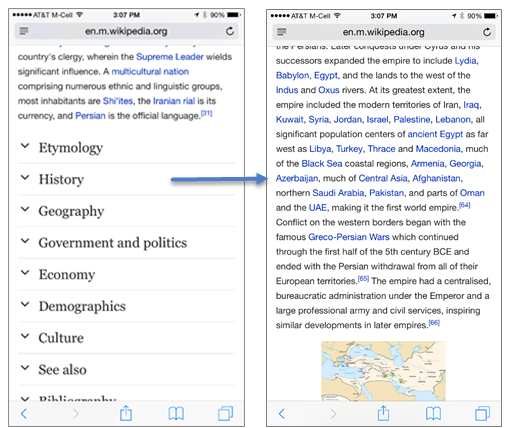 AT&T M-Cell 3:07 PM 90%
en.m.wikipedia.org
country's clergy, wherein the Supreme Leader wields
significant influence. A multicultural nation
comprising numerous ethnic and linguistic groups,
most inhabitants are Shi'ites, the Iranian rial is its
currency, and Persian is the official language.[31]
Etymology
History
Geography
Government and politics
Economy
Demographics
Culture
See also
Bibliography
AT&T M-Cell 3:07 PM 90%
en.m.wikipedia.org
the Persians. Later conquests under Cyrus and his
successors expanded the empire to include Lydia,
Babylon, Egypt, and the lands to the west of the
Indus and Oxus rivers. At its greatest extent, the
empire included the modern territories of Iran, Iraq,
Kuwait, Syria, Jordan, Israel, Palestine, Lebanon, all
significant population centers of ancient Egypt as far
west as Libya, Turkey, Thrace and Macedonia, much
of the Black Sea coastal regions, Armenia, Georgia,
Azerbaijan, much of Central Asia, Afghanistan,
northern Saudi Arabia, Pakistan, and parts of Oman
and the UAE, making it the first world empire.[64]
Conflict on the western borders began with the
famous Greco-Persian Wars which continued
through the first half of the 5th century BCE and
ended with the Persian withdrawal from all of their
European territories.[65] The empire had a centralised,
bureaucratic administration under the Emperor and a
large professional army and civil services, inspiring
similar developments in later empires.[66]